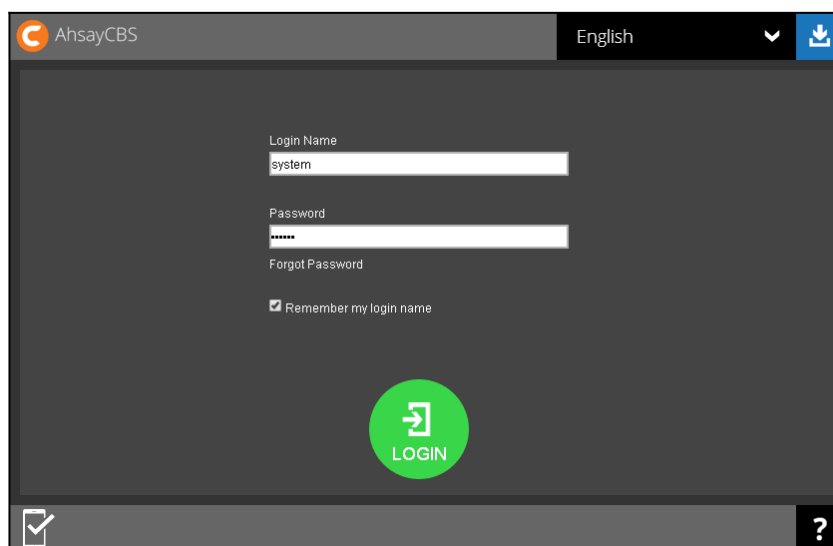 AhsayCBS English
Login Name
system
Password
••••••
Forgot Password
Remember my login name
LOGIN
?